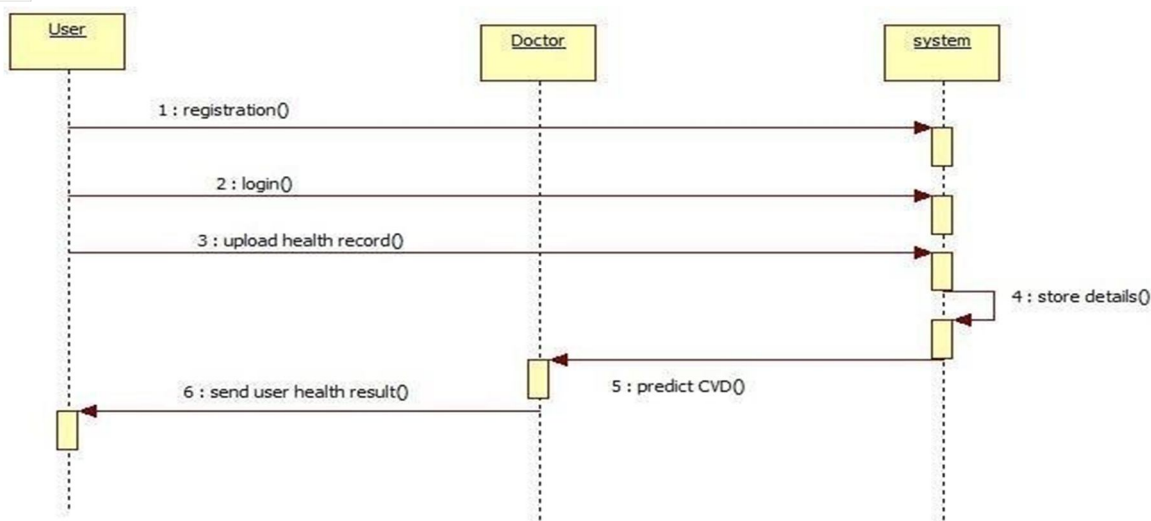 User
Doctor
system
1 : registration()
2 : login()
3 : upload health record()
4 : store details()
5 : predict CVD()
6 : send user health result()